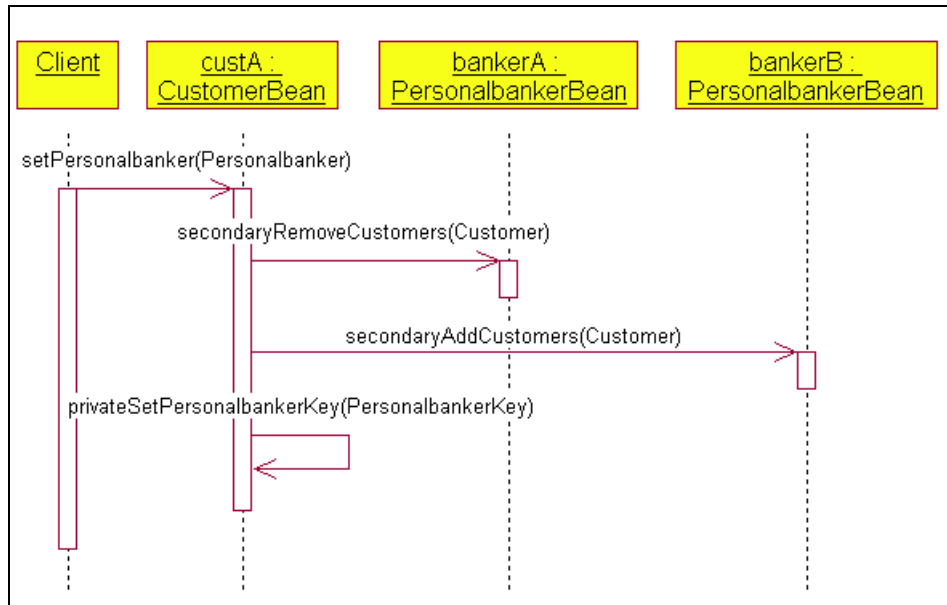 Client
custA :
CustomerBean
bankerA :
PersonalbankerBean
bankerB :
PersonalbankerBean
setPersonalbanker(Personalbanker)
secondaryRemoveCustomers(Customer)
secondaryAddCustomers(Customer)
privateSetPersonalbankerKey(PersonalbankerKey)